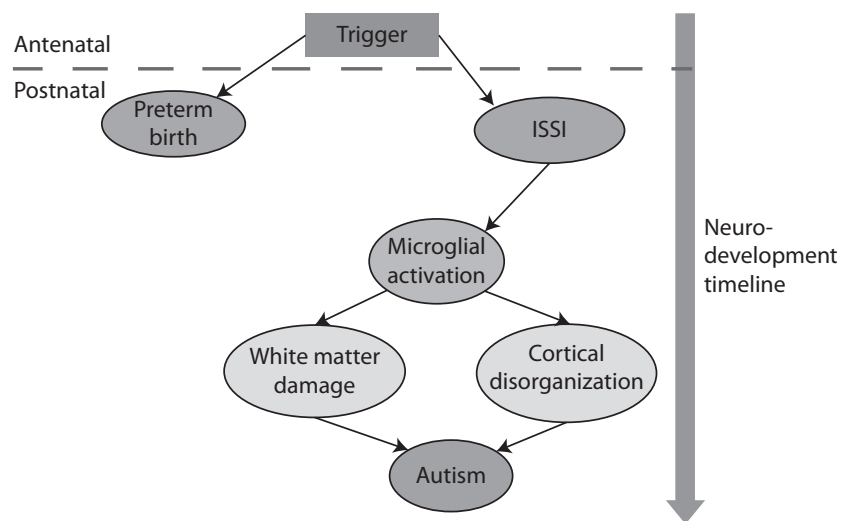 Trigger
Antenatal
Postnatal
Preterm
birth
ISSI
Neuro-
development
timeline
Microglial
activation
White matter
damage
Cortical
disorganization
Autism